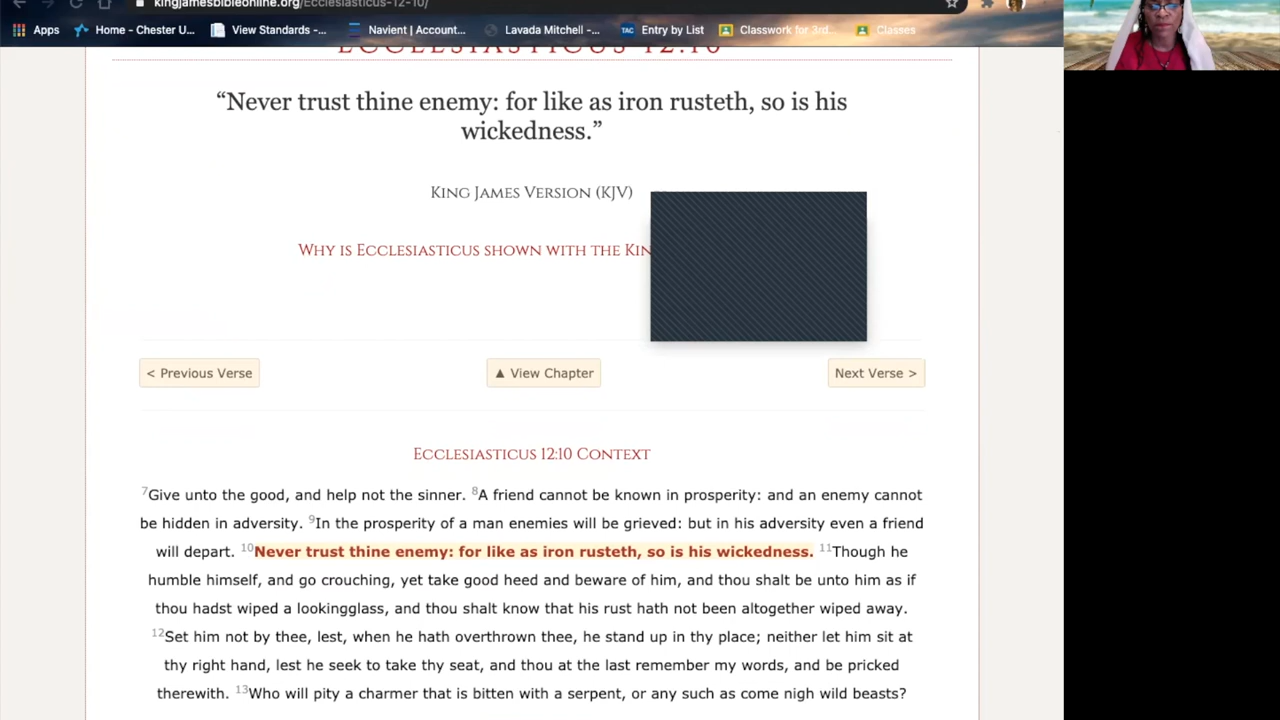 kingjamesbibleonline.org/Ecclesiasticus-12-10/
Apps Home - Chester U... View Standards -... Navient | Account... Lavada Mitchell -... TAC Entry by List Classwork for 3rd... Classes
Ecclesiasticus 12:10
“Never trust thine enemy: for like as iron rusteth, so is his
wickedness.”
King James Version (KJV)
Why is Ecclesiasticus shown with the
< Previous Verse ▲ View Chapter Next Verse >
Ecclesiasticus 12:10 Context
7Give unto the good, and help not the sinner. 8A friend cannot be known in prosperity: and an enemy cannot
be hidden in adversity. 9In the prosperity of a man enemies will be grieved: but in his adversity even a friend
will depart. 10Never trust thine enemy: for like as iron rusteth, so is his wickedness. 11Though he
humble himself, and go crouching, yet take good heed and beware of him, and thou shalt be unto him as if
thou hadst wiped a lookingglass, and thou shalt know that his rust hath not been altogether wiped away.
12Set him not by thee, lest, when he hath overthrown thee, he stand up in thy place; neither let him sit at
thy right hand, lest he seek to take thy seat, and thou at the last remember my words, and be pricked
therewith. 13Who will pity a charmer that is bitten with a serpent, or any such as come nigh wild beasts?